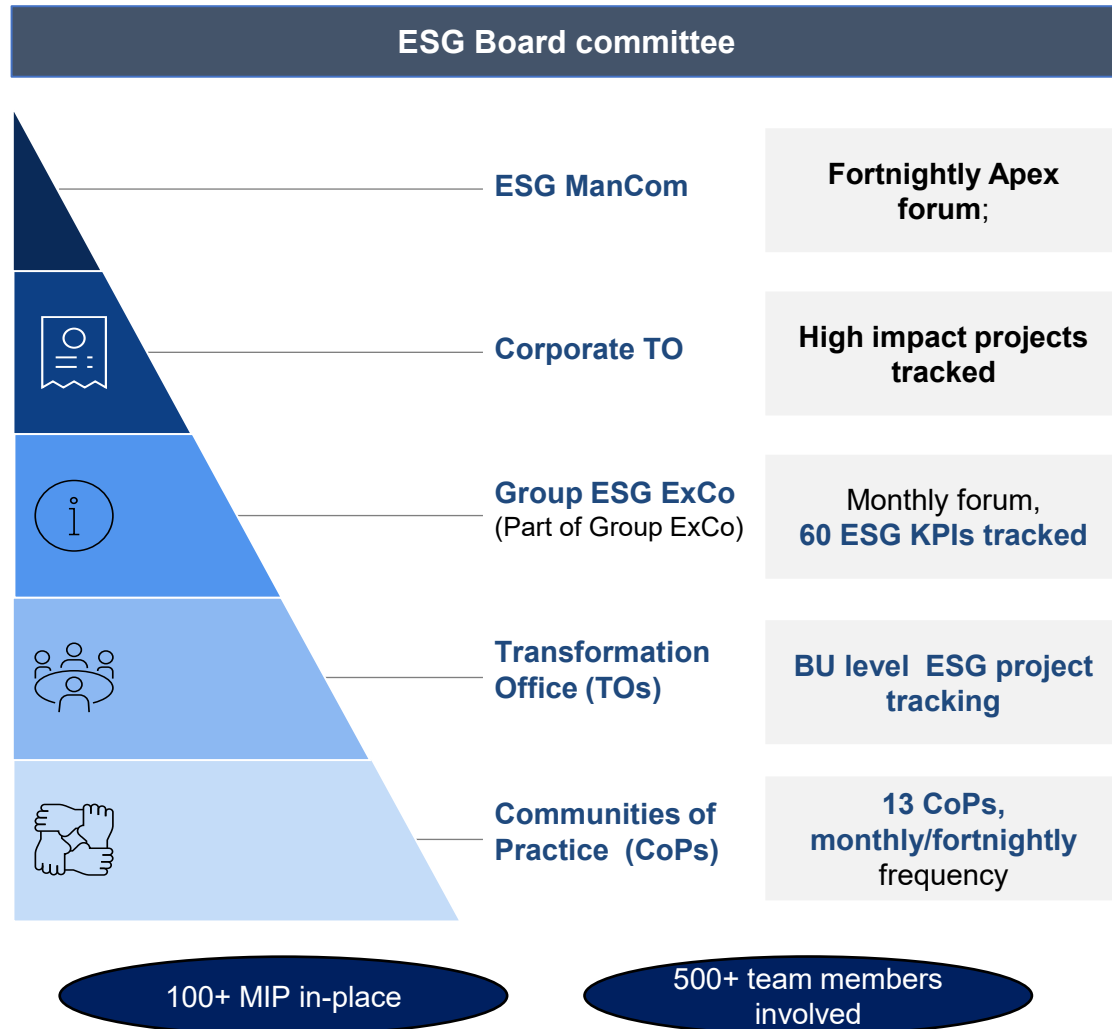 ESG Board committee
ESG ManCom
Fortnightly Apex
forum;
Corporate TO
High impact projects
tracked
Group ESG ExCo
(Part of Group ExCo)
Monthly forum,
60 ESG KPIs tracked
Transformation
Office (TOs)
BU level  ESG project
tracking
Communities of
Practice  (CoPs)
13 CoPs,
monthly/fortnightly
frequency
100+ MIP in-place
500+ team members
involved